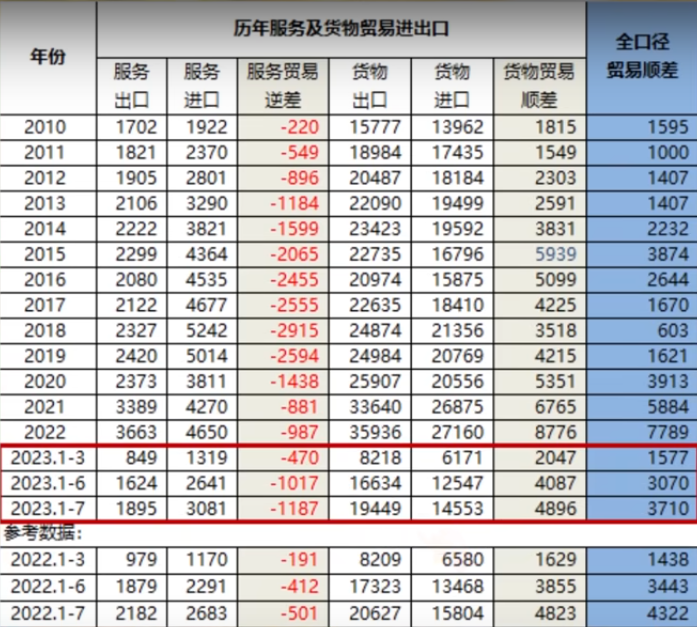 年份 历年服务及货物贸易进出口 全口径贸易顺差
服务出口 服务进口 服务贸易逆差 货物出口 货物进口 货物贸易顺差
2010 1702 1922 -220 15777 13962 1815 1595
2011 1821 2370 -549 18984 17435 1549 1000
2012 1905 2801 -896 20487 18184 2303 1407
2013 2106 3290 -1184 22090 19499 2591 1407
2014 2222 3821 -1599 23423 19592 3831 2232
2015 2299 4364 -2065 22735 16796 5939 3874
2016 2080 4535 -2455 20974 15875 5099 2644
2017 2122 4677 -2555 22635 18410 4225 1670
2018 2327 5242 -2915 24874 21356 3518 603
2019 2420 5014 -2594 24984 20769 4215 1621
2020 2373 3811 -1438 25907 20556 5351 3913
2021 3389 4270 -881 33640 26875 6765 5884
2022 3663 4650 -987 35936 27160 8776 7789
2023.1-3 849 1319 -470 8218 6171 2047 1577
2023.1-6 1624 2641 -1017 16634 12547 4087 3070
2023.1-7 1895 3081 -1187 19449 14553 4896 3710
参考数据：
2022.1-3 979 1170 -191 8209 6580 1629 1438
2022.1-6 1879 2291 -412 17323 13468 3855 3443
2022.1-7 2182 2683 -501 20627 15804 4823 4322